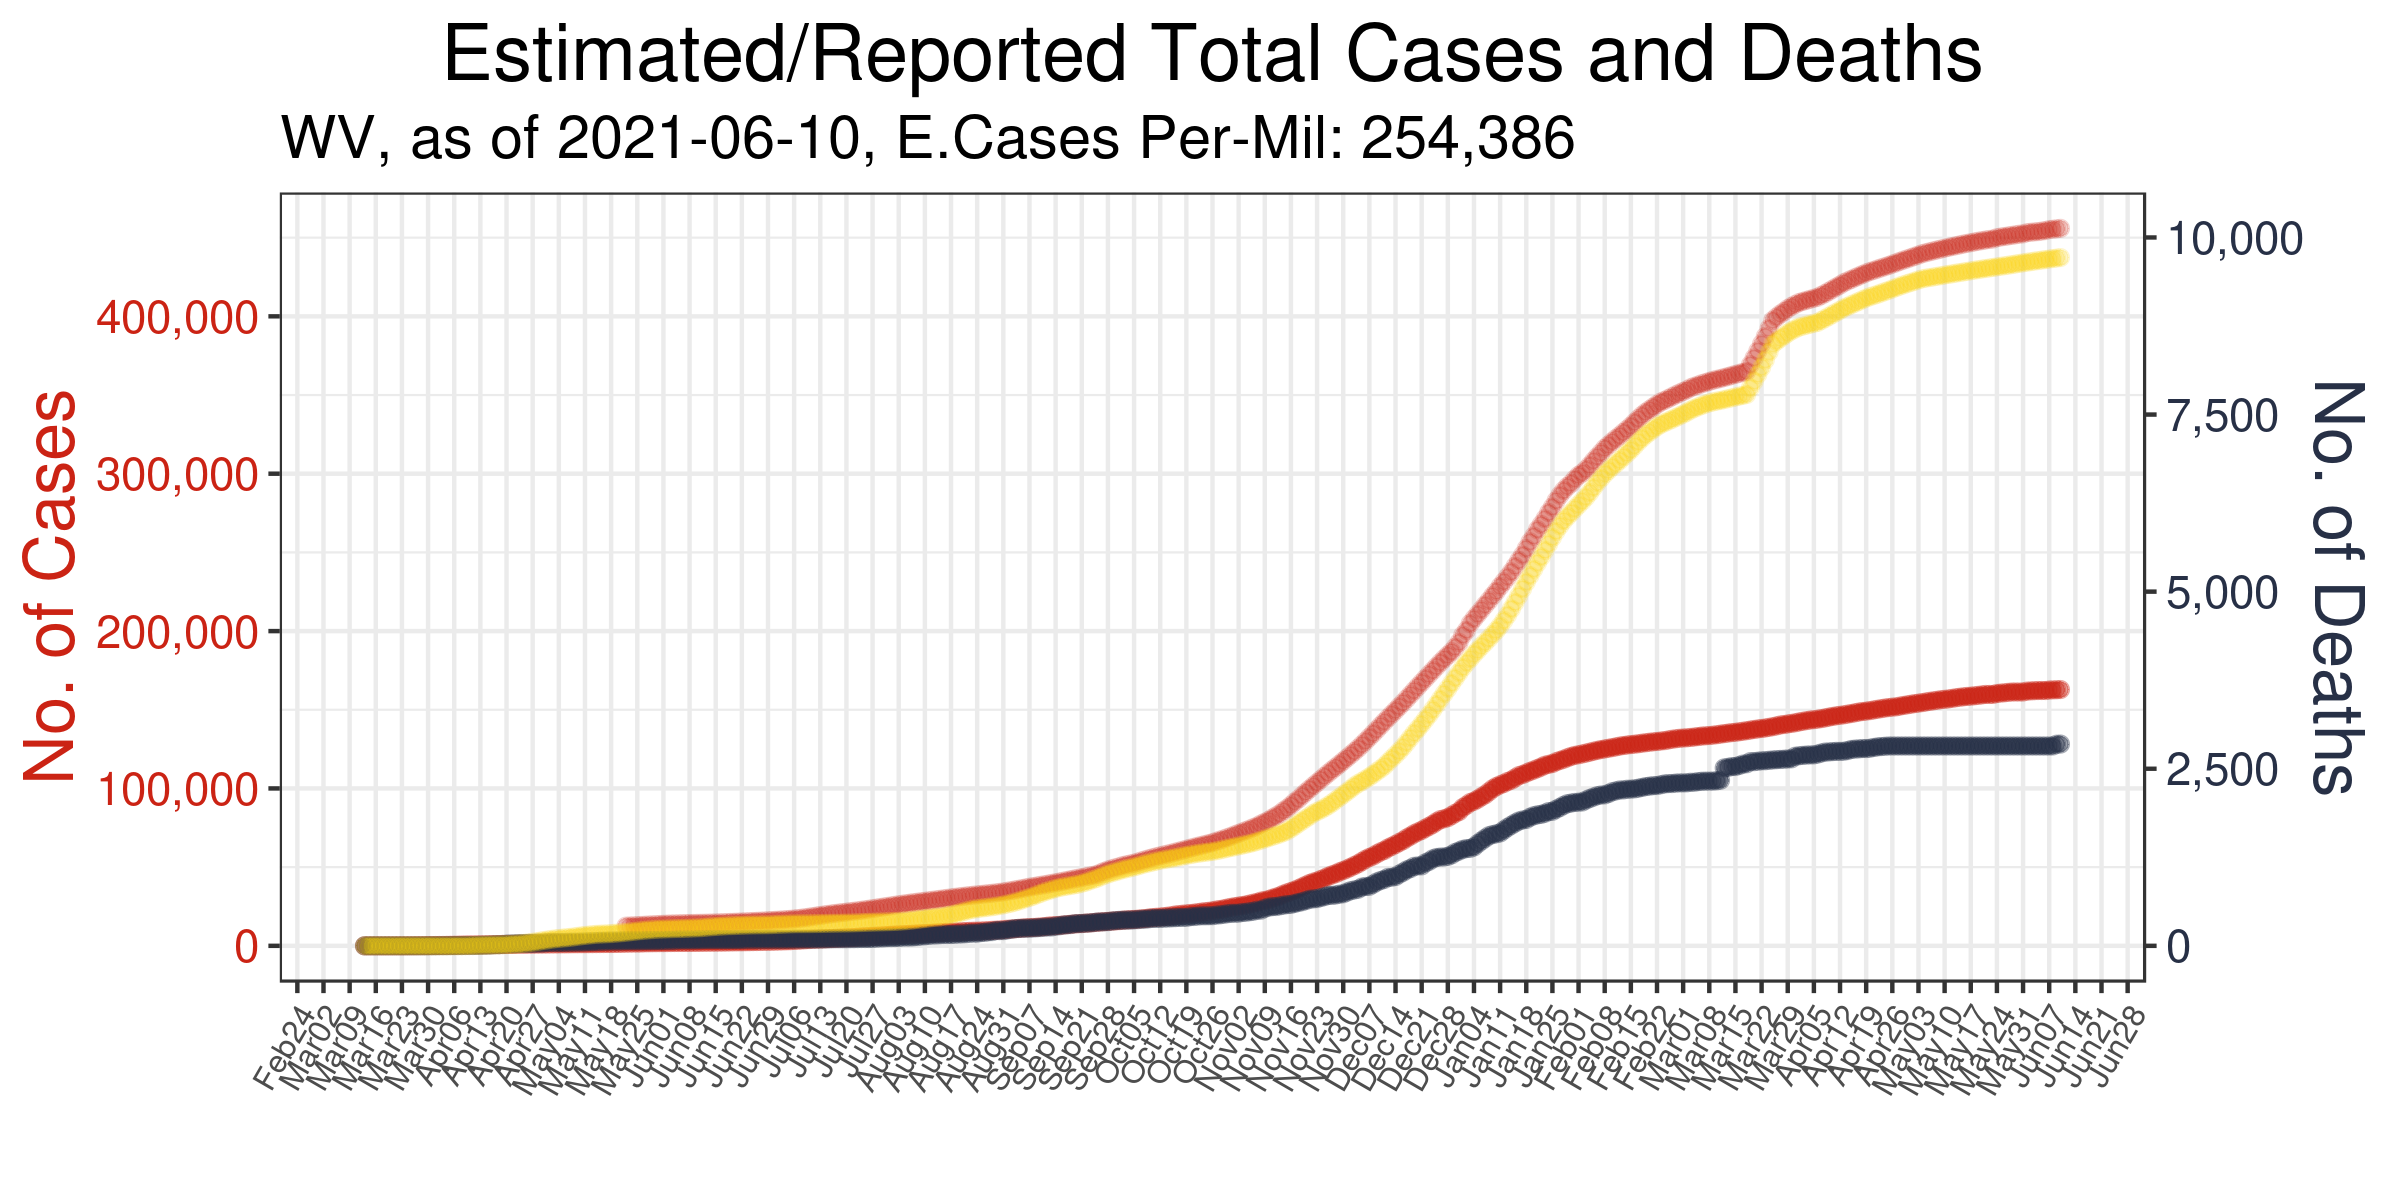 Estimated/Reported Total Cases and Deaths
WV, as of 2021-06-10, E.Cases Per-Mil: 254,386
No. of Cases
400,000
300,000
200,000
100,000
0
10,000
7,500
5,000
2,500
0
No. of Deaths
Feb24
Mar02
Mar09
Mar16
Mar23
Mar30
Apr06
Apr13
Apr20
Apr27
May04
May11
May18
May25
Jun01
Jun08
Jun15
Jun22
Jun29
Jul06
Jul13
Jul20
Jul27
Aug03
Aug10
Aug17
Aug24
Aug31
Sep07
Sep14
Sep21
Sep28
Oct05
Oct12
Oct19
Oct26
Nov02
Nov09
Nov16
Nov23
Nov30
Dec07
Dec14
Dec21
Dec28
Jan04
Jan11
Jan18
Jan25
Feb01
Feb08
Feb15
Feb22
Mar01
Mar08
Mar15
Mar22
Mar29
Apr05
Apr12
Apr19
Apr26
May03
May10
May17
May24
May31
Jun07
Jun14
Jun21
Jun28